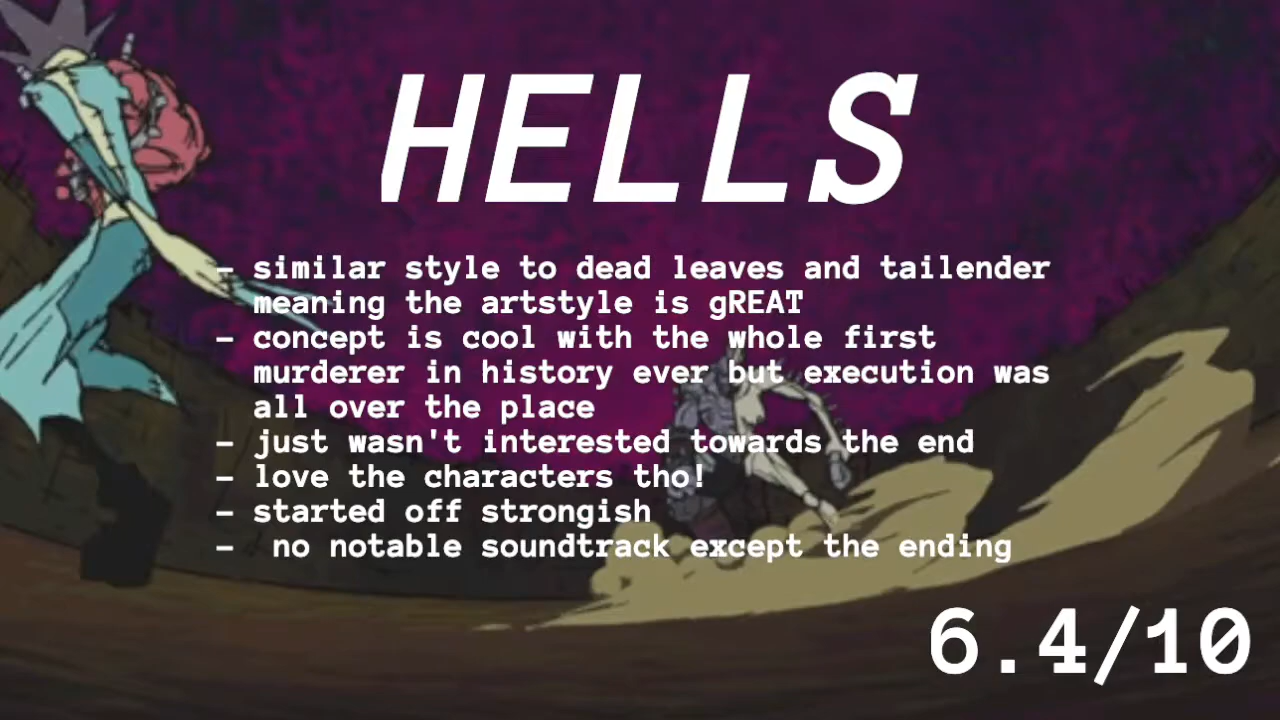 HELLS
- similar style to dead leaves and tailender
meaning the artstyle is gREAT
- concept is cool with the whole first
murderer in history ever but execution was
all over the place
- just wasn't interested towards the end
- love the characters tho!
- started off strongish
- no notable soundtrack except the ending
6.4/10